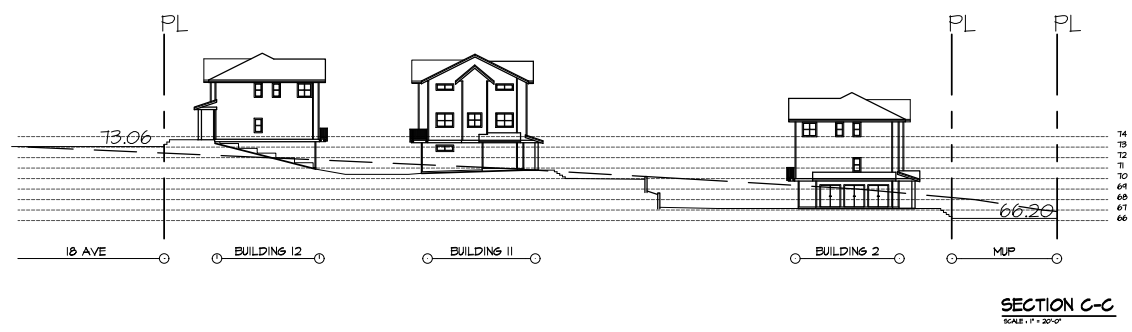 PL PL PL
73.06
74
73
72
71
70
69
68
67
66
66.20
18 AVE BUILDING 12 BUILDING 11 BUILDING 2 MUP
SECTION C-C
SCALE : 1" = 20'-0"